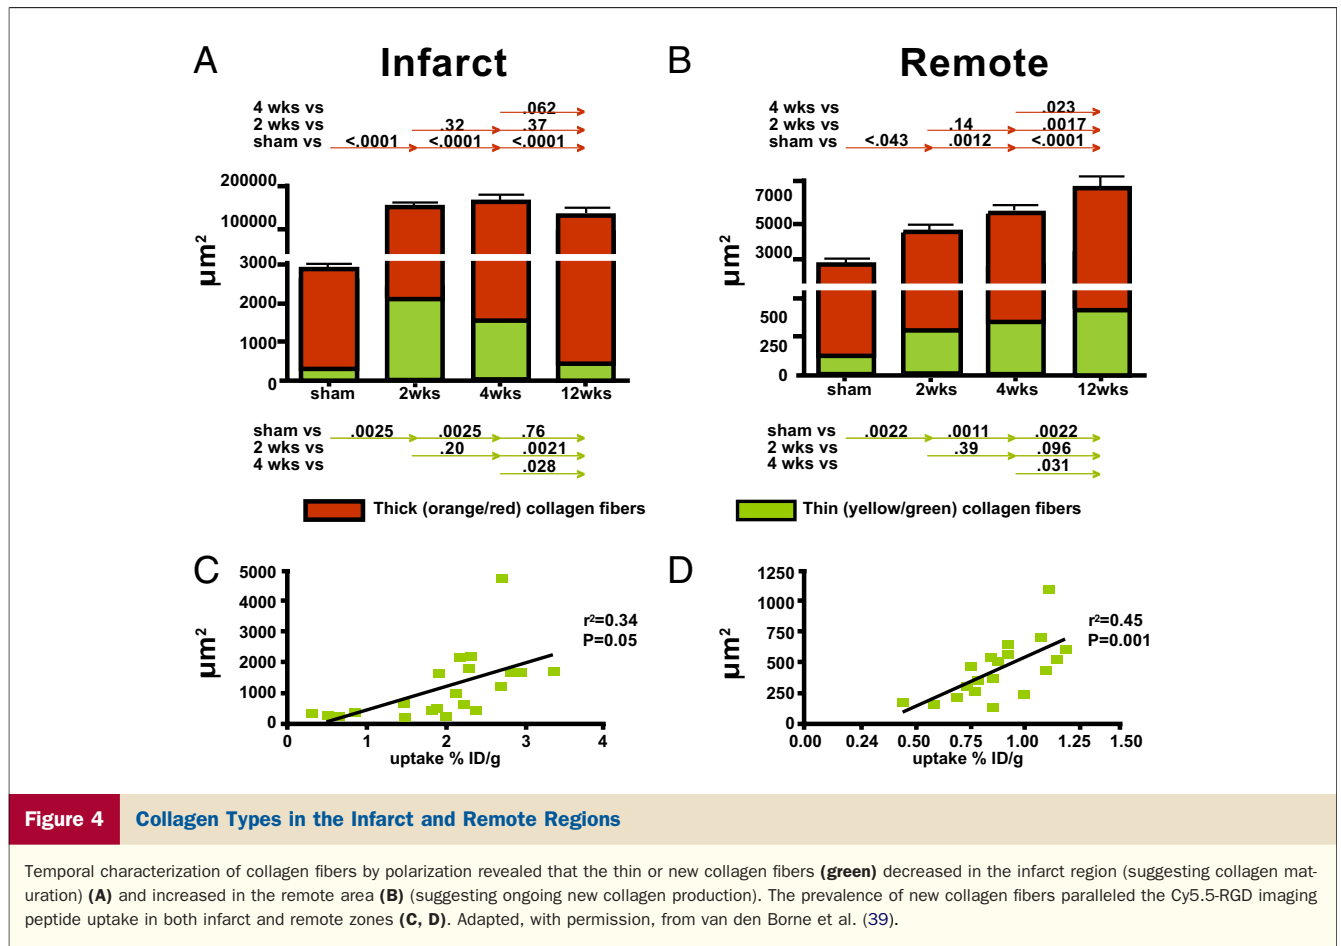 A Infarct
4 wks vs .062
2 wks vs .32 .37
sham vs <.0001 <.0001 <.0001
200000
100000
3000
2000
1000
0
µm2
sham 2wks 4wks 12wks
sham vs .0025 .0025 .76
2 wks vs .20 .0021
4 wks vs .028
B Remote
4 wks vs .023
2 wks vs .14 .0017
sham vs <.043 .0012 <.0001
7000
5000
3000
500
250
0
µm2
sham 2wks 4wks 12wks
sham vs .0022 .0011 .0022
2 wks vs .39 .096
4 wks vs .031
Thick (orange/red) collagen fibers
Thin (yellow/green) collagen fibers
C
5000
4000
3000
2000
1000
0
µm2
r2=0.34
P=0.05
0 1 2 3 4
uptake % ID/g
D
1250
1000
750
500
250
0
µm2
r2=0.45
P=0.001
0.00 0.24 0.50 0.75 1.00 1.25 1.50
uptake % ID/g
Figure 4 Collagen Types in the Infarct and Remote Regions
Temporal characterization of collagen fibers by polarization revealed that the thin or new collagen fibers (green) decreased in the infarct region (suggesting collagen mat-
uration) (A) and increased in the remote area (B) (suggesting ongoing new collagen production). The prevalence of new collagen fibers paralleled the Cy5.5-RGD imaging
peptide uptake in both infarct and remote zones (C, D). Adapted, with permission, from van den Borne et al. (39).